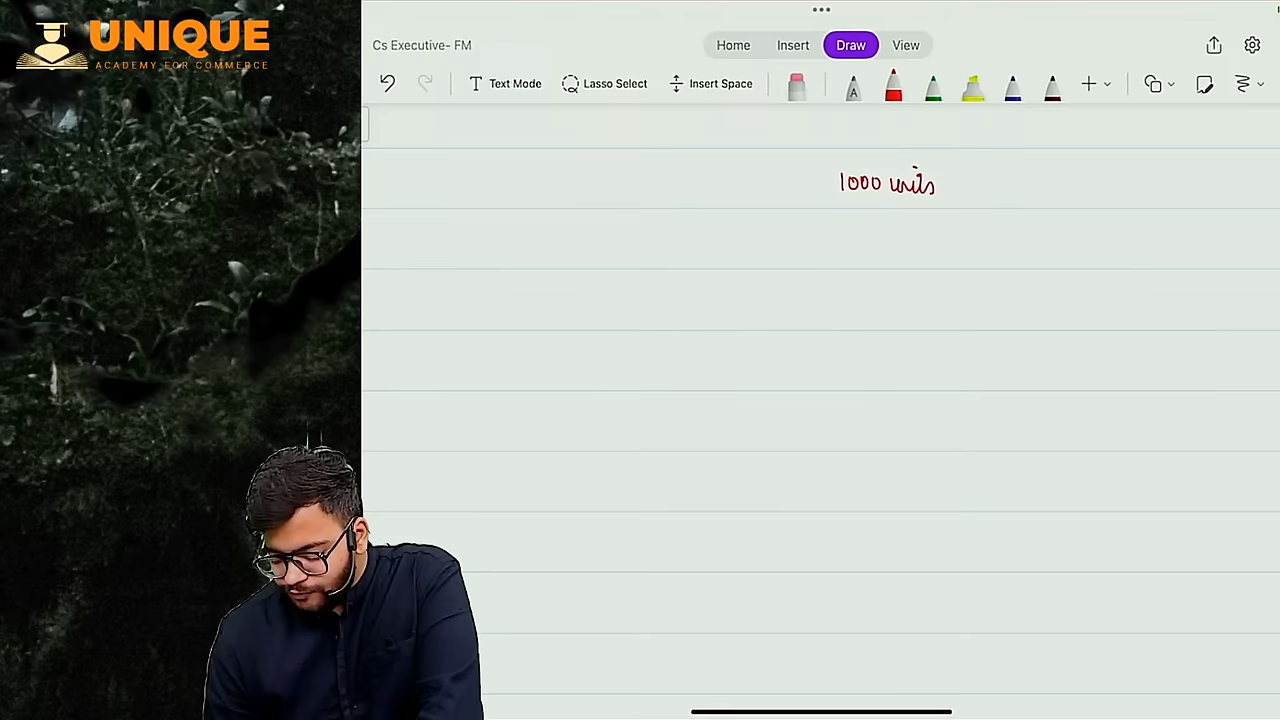 UNIQUE
ACADEMY FOR COMMERCE
Cs Executive- FM
Home Insert Draw View
Text Mode Lasso Select Insert Space
A
1000 units